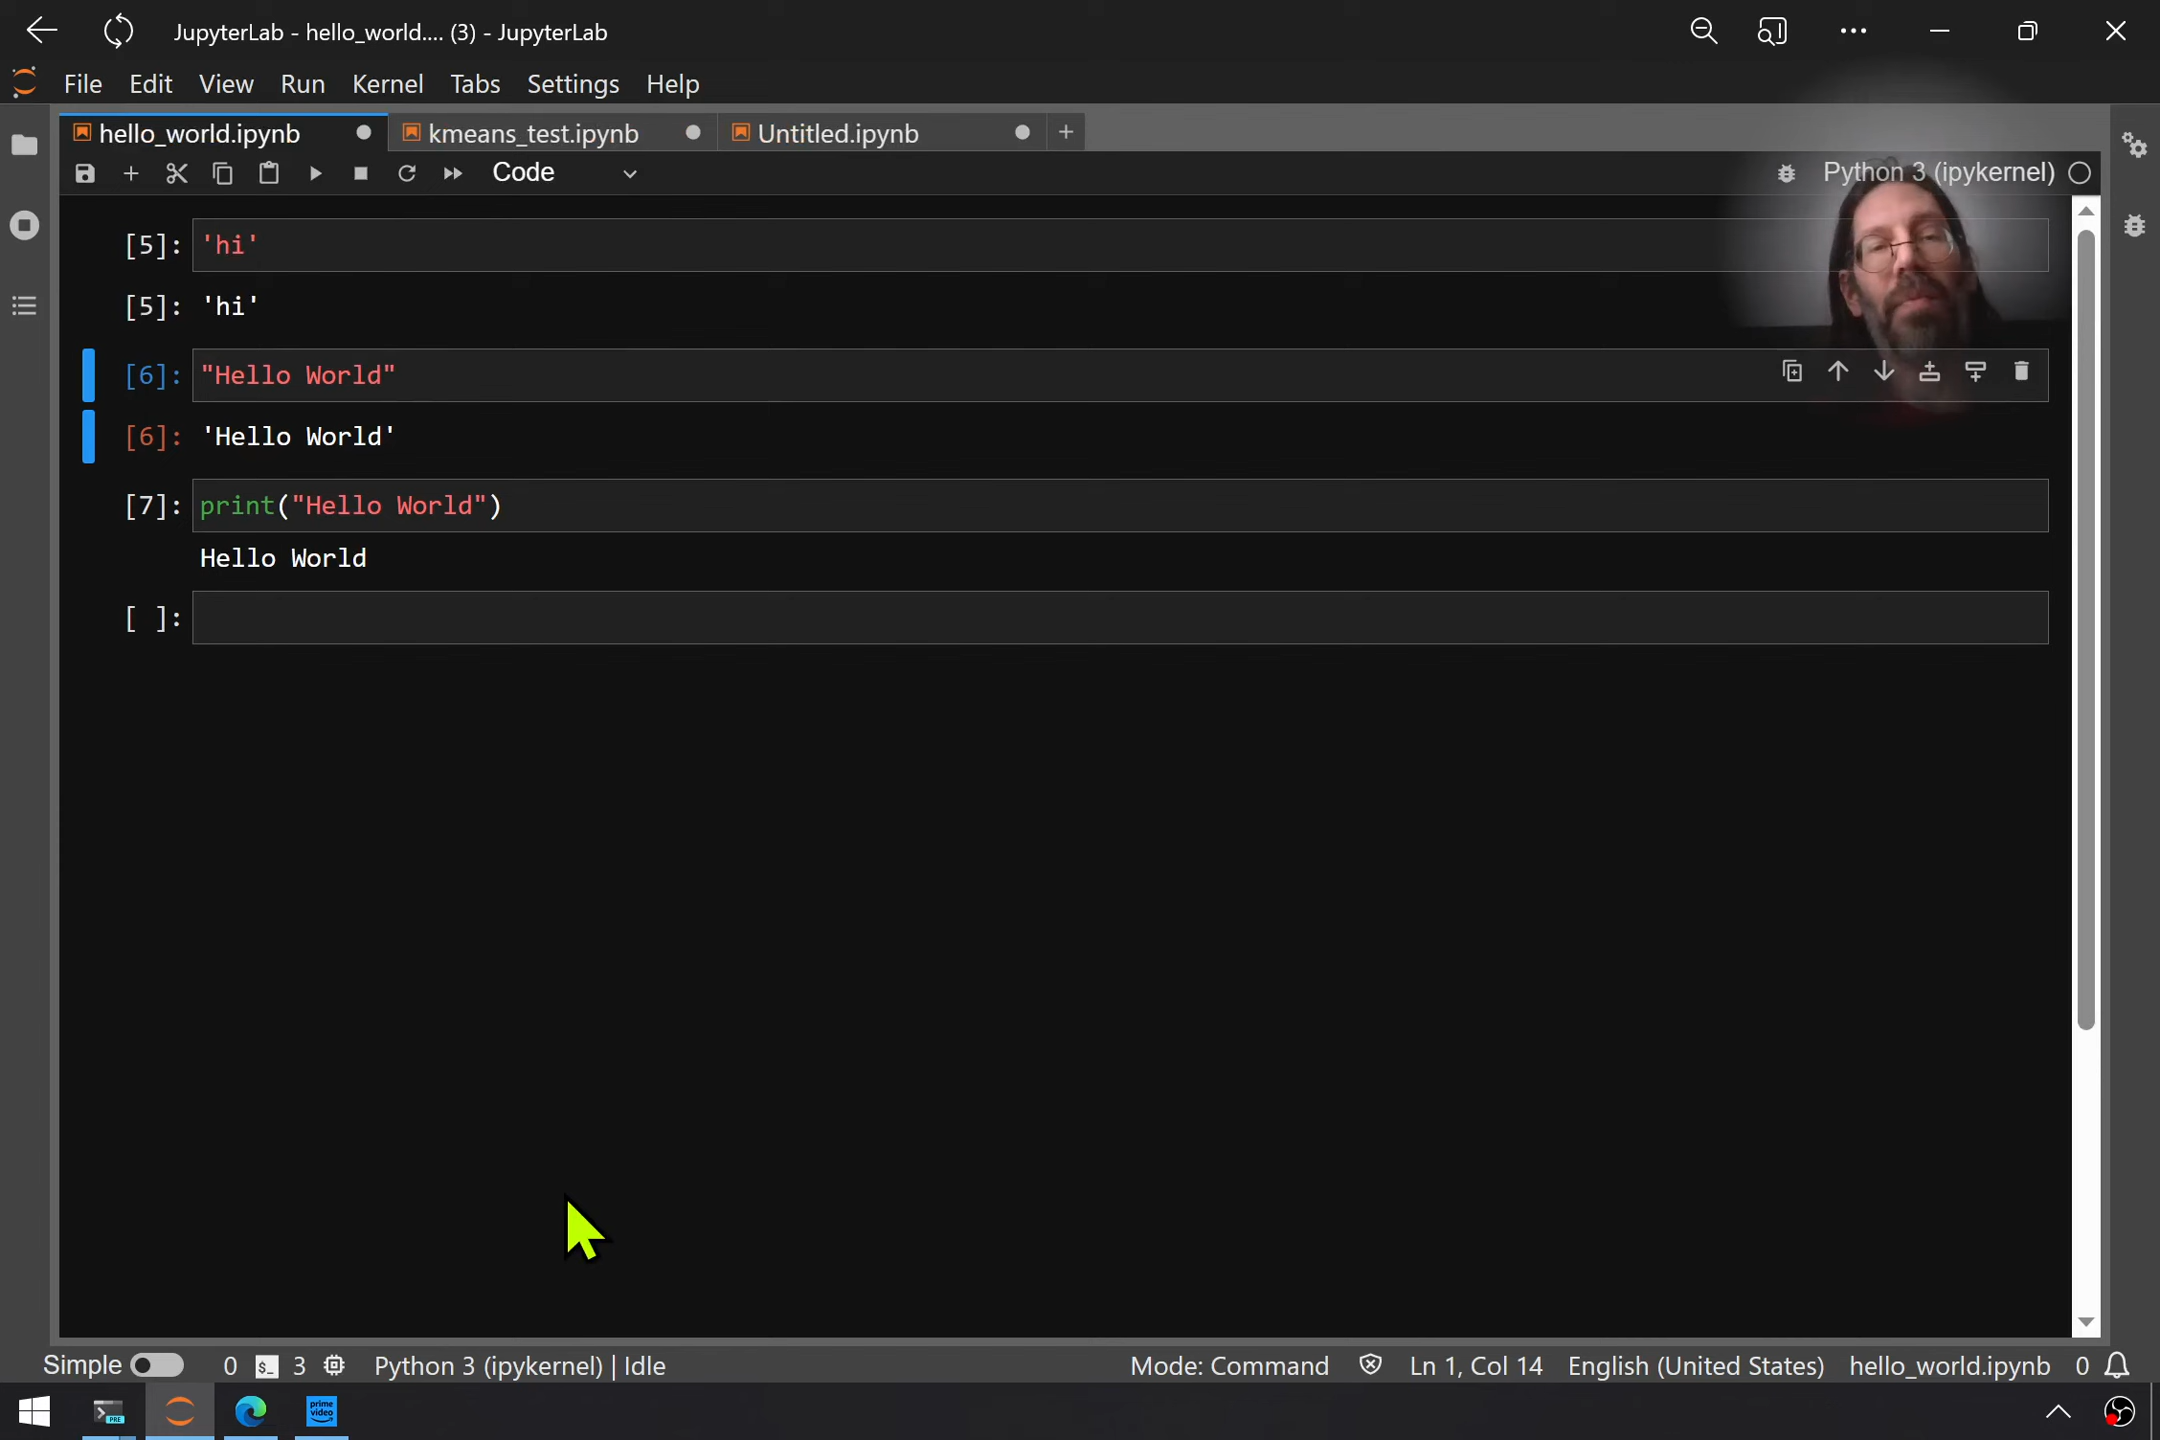 JupyterLab - hello_world.... (3) - JupyterLab
File Edit View Run Kernel Tabs Settings Help
hello_world.ipynb kmeans_test.ipynb Untitled.ipynb
Code Python 3 (ipykernel)
[5]: 'hi'
[5]: 'hi'
[6]: "Hello World"
[6]: 'Hello World'
[7]: print("Hello World")
Hello World
[ ]:
Simple 0 $_ 3 Python 3 (ipykernel) | Idle Mode: Command Ln 1, Col 14 English (United States) hello_world.ipynb 0
PRE
prime video